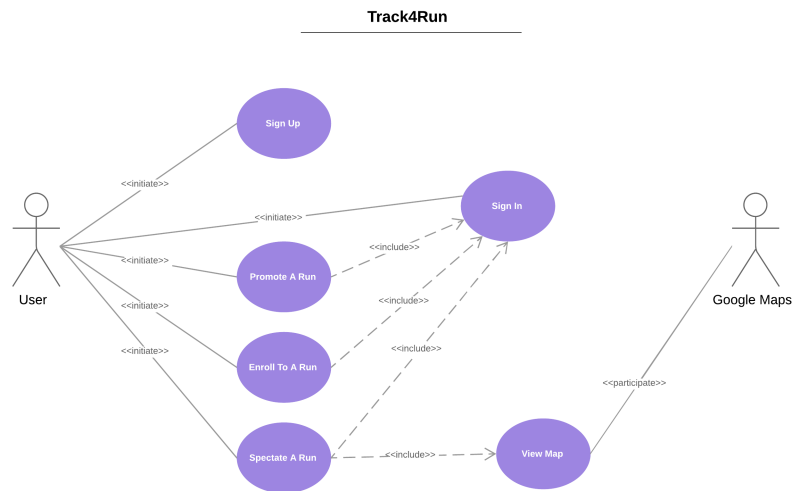 Track4Run
Sign Up
<<initiate>>
Sign In
<<initiate>>
<<include>>
<<initiate>>
Promote A Run
User
Google Maps
<<include>>
<<initiate>>
<<include>>
<<initiate>>
Enroll To A Run
<<participate>>
<<include>>
Spectate A Run
View Map